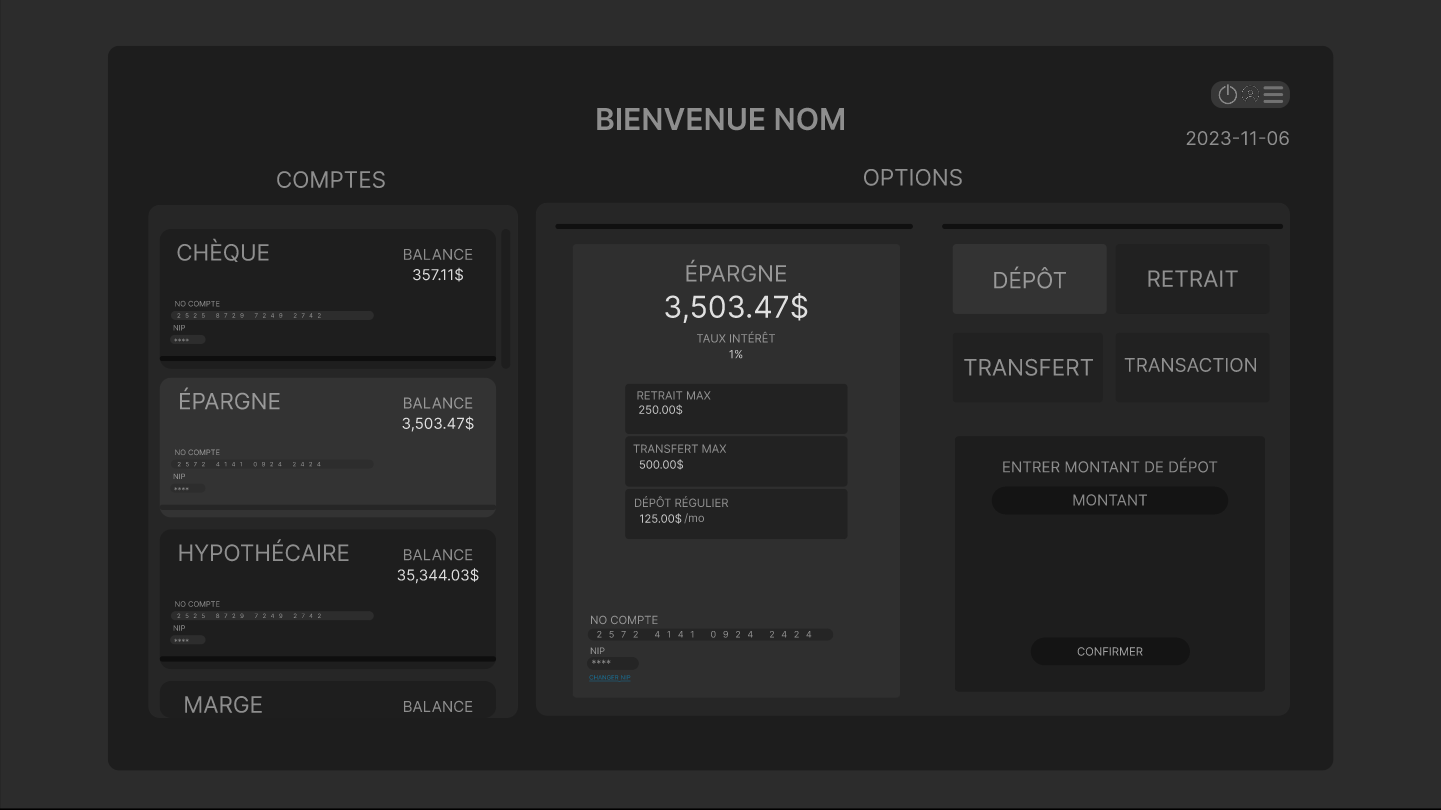 BIENVENUE NOM
2023-11-06
COMPTES
CHÈQUE
BALANCE
357.11$
NO COMPTE
2525 8729 7249 2742
NIP
****
ÉPARGNE
BALANCE
3,503.47$
NO COMPTE
2572 4141 0924 2424
NIP
****
HYPOTHÉCAIRE
BALANCE
35,344.03$
NO COMPTE
2525 8729 7249 2742
NIP
****
MARGE
BALANCE
OPTIONS
ÉPARGNE
3,503.47$
TAUX INTÉRÊT
1%
RETRAIT MAX
250.00$
TRANSFERT MAX
500.00$
DÉPÔT RÉGULIER
125.00$ /mo
NO COMPTE
2572 4141 0924 2424
NIP
****
CHANGER NIP
DÉPÔT
RETRAIT
TRANSFERT
TRANSACTION
ENTRER MONTANT DE DÉPOT
MONTANT
CONFIRMER